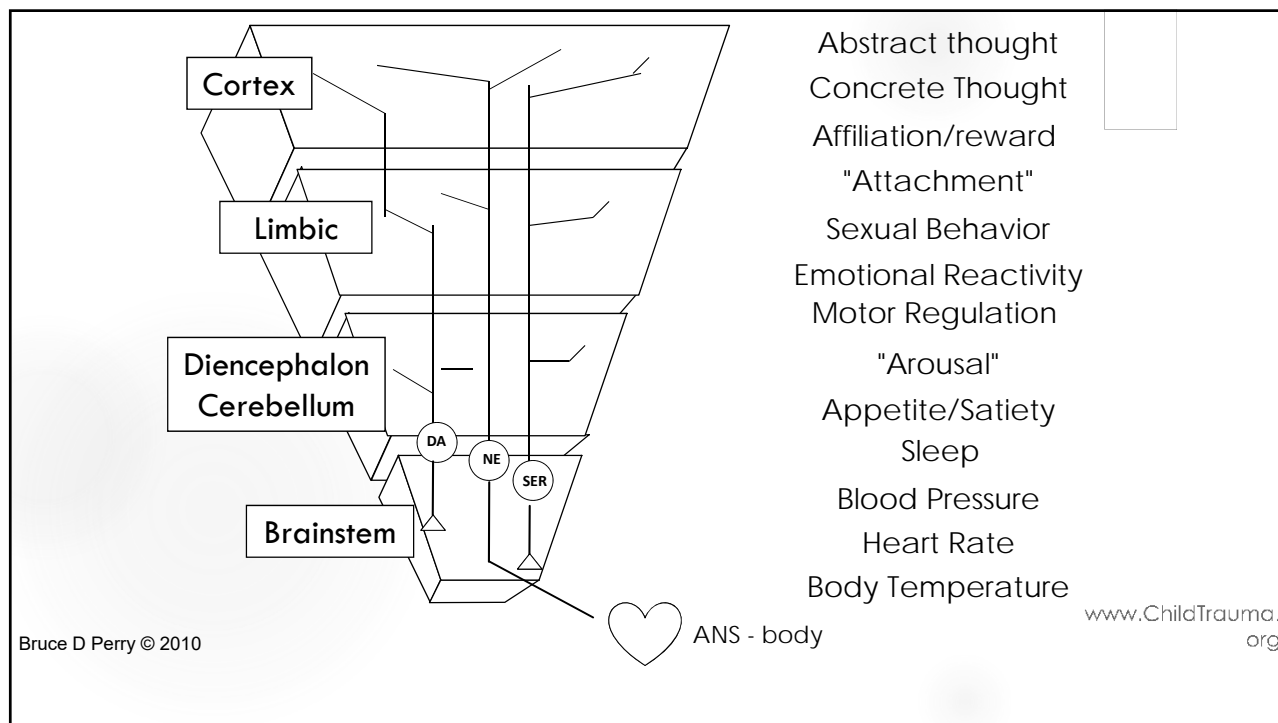 Cortex
Limbic
Diencephalon
Cerebellum
Brainstem
DA
NE
SER
ANS - body
Abstract thought
Concrete Thought
Affiliation/reward
"Attachment"
Sexual Behavior
Emotional Reactivity
Motor Regulation
"Arousal"
Appetite/Satiety
Sleep
Blood Pressure
Heart Rate
Body Temperature
Bruce D Perry © 2010
www.ChildTrauma.
org